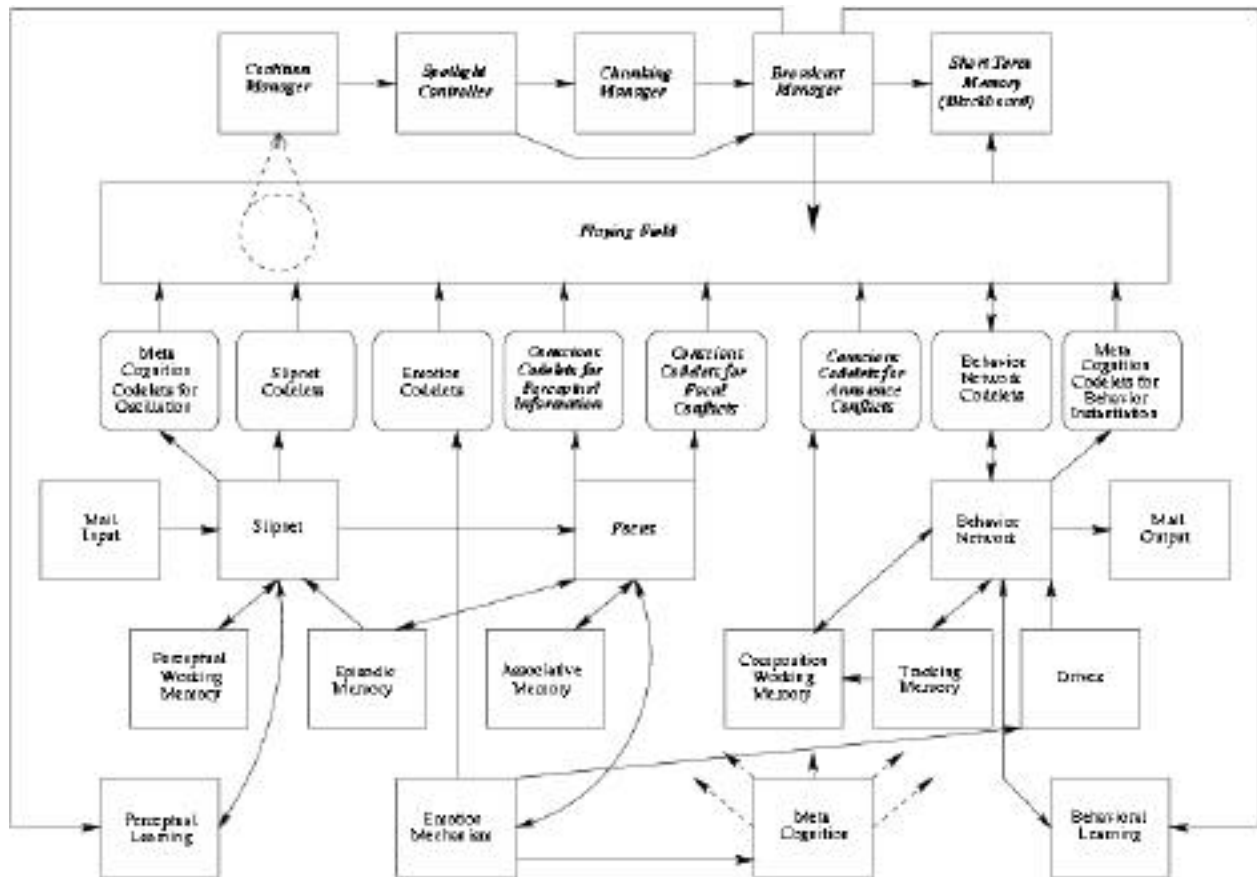 Coalition
Manager
Spotlight
Controller
Chunking
Manager
Broadcast
Manager
Short Term
Memory
(Blackboard)
Playing Field
Meta
Cognition
Codelets for
Oscillation
Slipnet
Codelets
Emotion
Codelets
Conscious
Codelets for
Perceptual
Information
Conscious
Codelets for
Focal
Conflicts
Conscious
Codelets for
Conflicts
Behavior
Network
Codelets
Meta
Cognition
Codelets for
Behavior
Instantiation
Mail
Input
Slipnet
Focus
Behavior
Network
Mail
Output
Perceptual
Working
Memory
Episodic
Memory
Associative
Memory
Composition
Working
Memory
Tracking
Memory
Drives
Perceptual
Learning
Emotion
Mechanism
Meta
Cognition
Behavioral
Learning